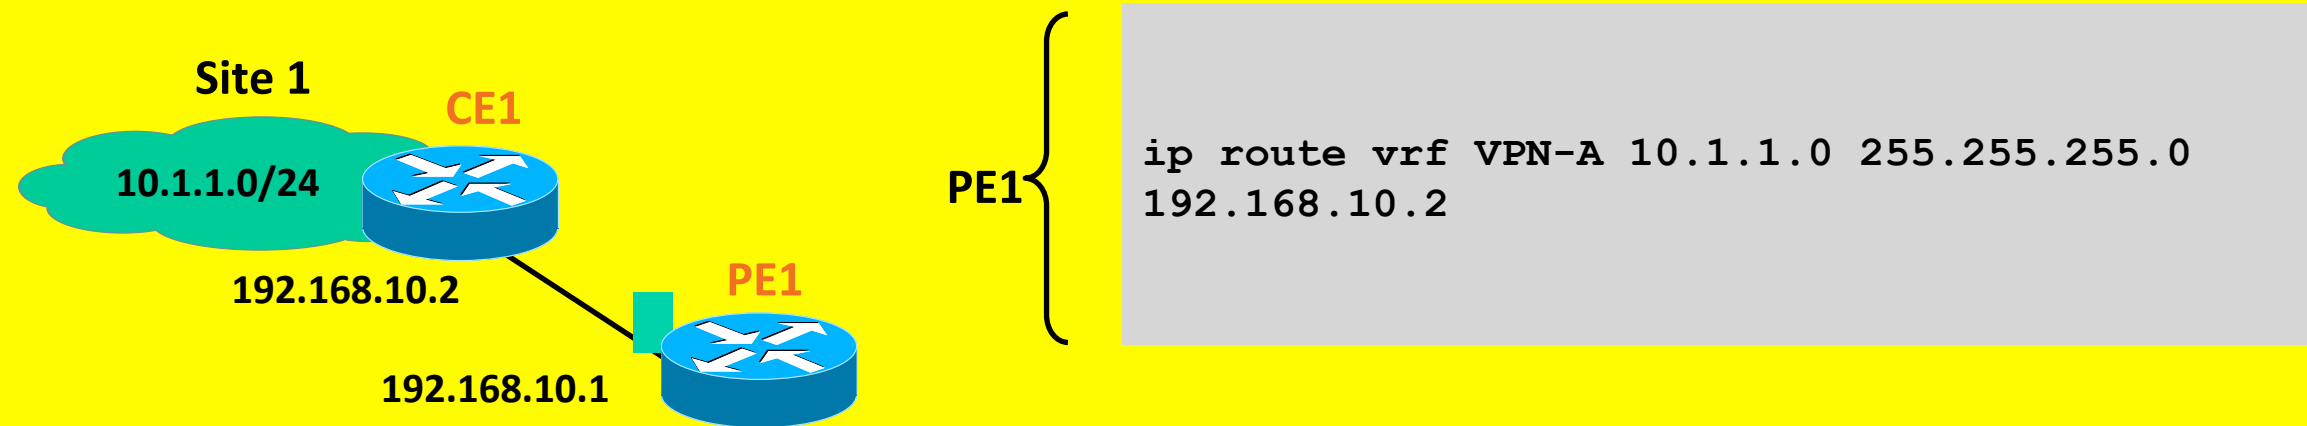 Site 1
CE1
10.1.1.0/24
192.168.10.2
PE1
192.168.10.1
PE1
ip route vrf VPN-A 10.1.1.0 255.255.255.0
192.168.10.2